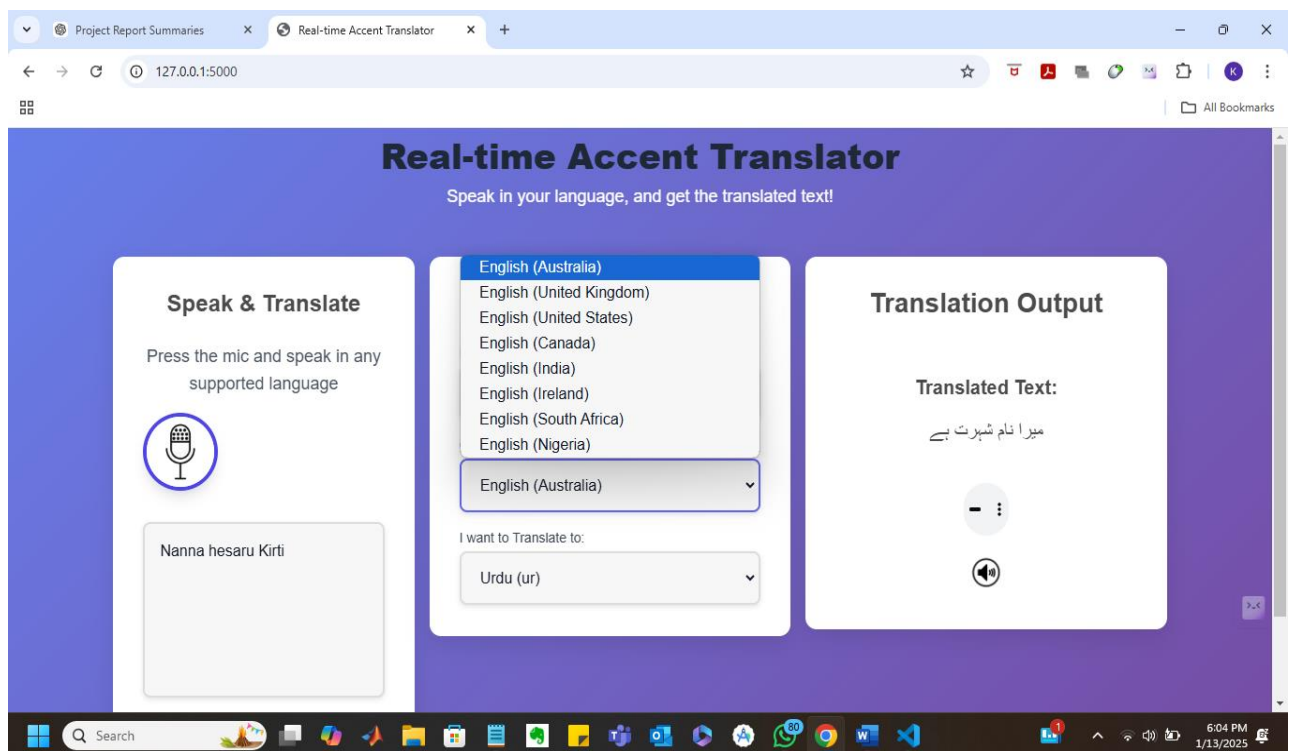 Project Report Summaries
Real-time Accent Translator
127.0.0.1:5000
K
All Bookmarks
Real-time Accent Translator
Speak in your language, and get the translated text!
Speak & Translate
Press the mic and speak in any
supported language
Nanna hesaru Kirti
English (Australia)
English (United Kingdom)
English (United States)
English (Canada)
English (India)
English (Ireland)
English (South Africa)
English (Nigeria)
English (Australia)
I want to Translate to:
Urdu (ur)
Translation Output
Translated Text:
میرا نام شہرت ہے
Search
80
1
6:04 PM
1/13/2025